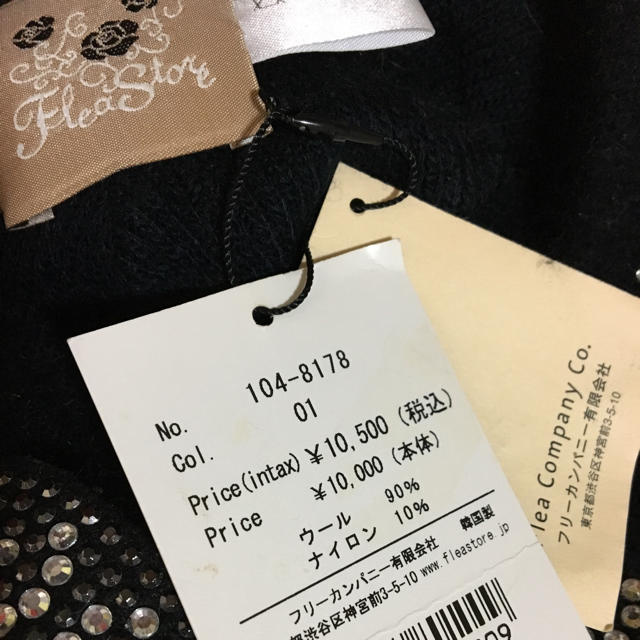 FleaStore
No. 104-8178
Col. 01
Price(intax) ¥10,500 (税込)
Price ¥10,000 (本体)
ウール 90%
ナイロン 10%
フリーカンパニー有限会社 韓国製
都渋谷区神宮前3-5-10 www.fleastore.jp
lea Company Co.
フリーカンパニー有限会社
東京都渋谷区神宮前3-5-10